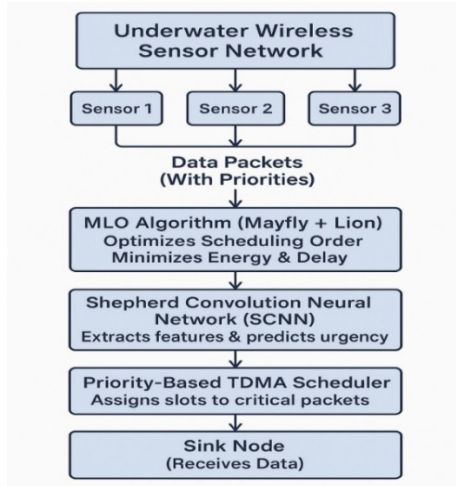 Underwater Wireless
Sensor Network
Sensor 1
Sensor 2
Sensor 3
Data Packets
(With Priorities)
MLO Algorithm (Mayfly + Lion)
Optimizes Scheduling Order
Minimizes Energy & Delay
Shepherd Convolution Neural
Network (SCNN)
Extracts features & predicts urgency
Priority-Based TDMA Scheduler
Assigns slots to critical packets
Sink Node
(Receives Data)